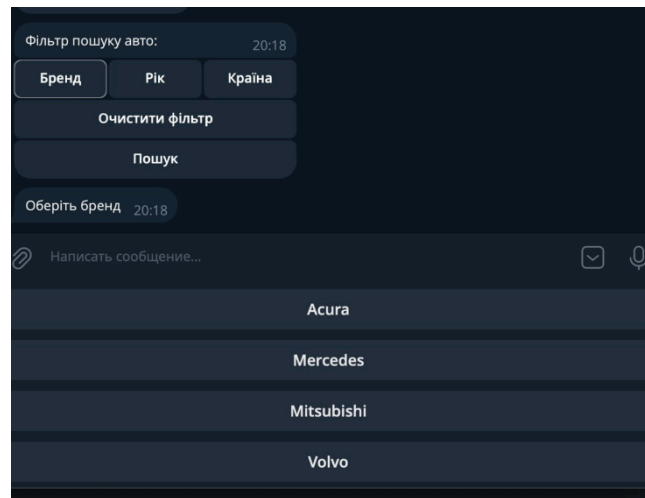 Фільтр пошуку авто: 20:18
Бренд Рік Країна
Очистити фільтр
Пошук
Оберіть бренд 20:18
Написать сообщение...
Acura
Mercedes
Mitsubishi
Volvo